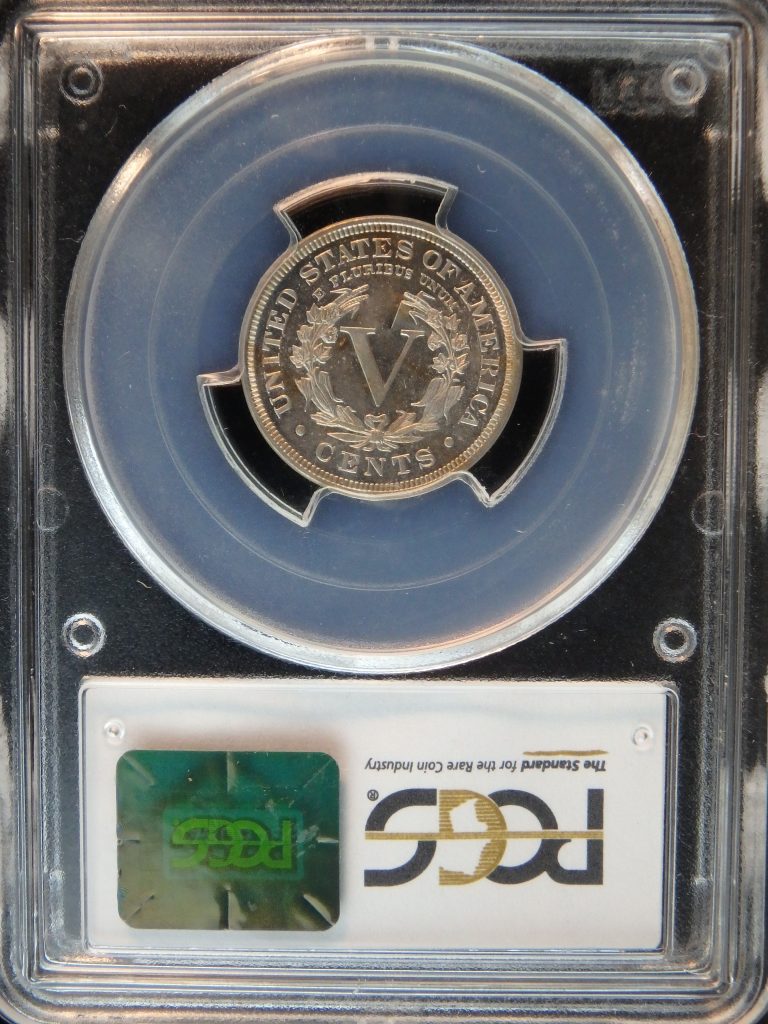 UNITED STATES OF AMERICA
E PLURIBUS UNUM
V
CENTS
The Standard for the Rare Coin Industry
PCGS®
PCGS